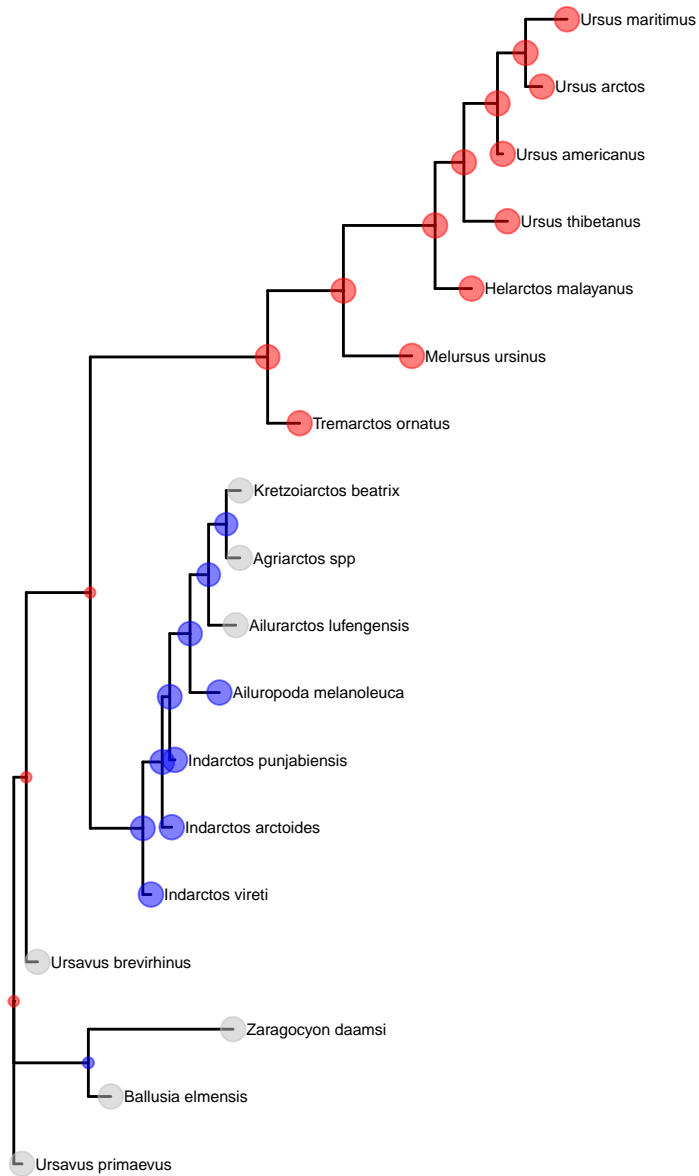 Ursus maritimus
Ursus arctos
Ursus americanus
Ursus thibetanus
Helarctos malayanus
Melursus ursinus
Tremarctos ornatus
Kretzoiarctos beatrix
Agriarctos spp
Ailurarctos lufengensis
Ailuropoda melanoleuca
Indarctos punjabiensis
Indarctos arctoides
Indarctos vireti
Ursavus brevirhinus
Zaragocyon daamsi
Ballusia elmensis
Ursavus primaevus